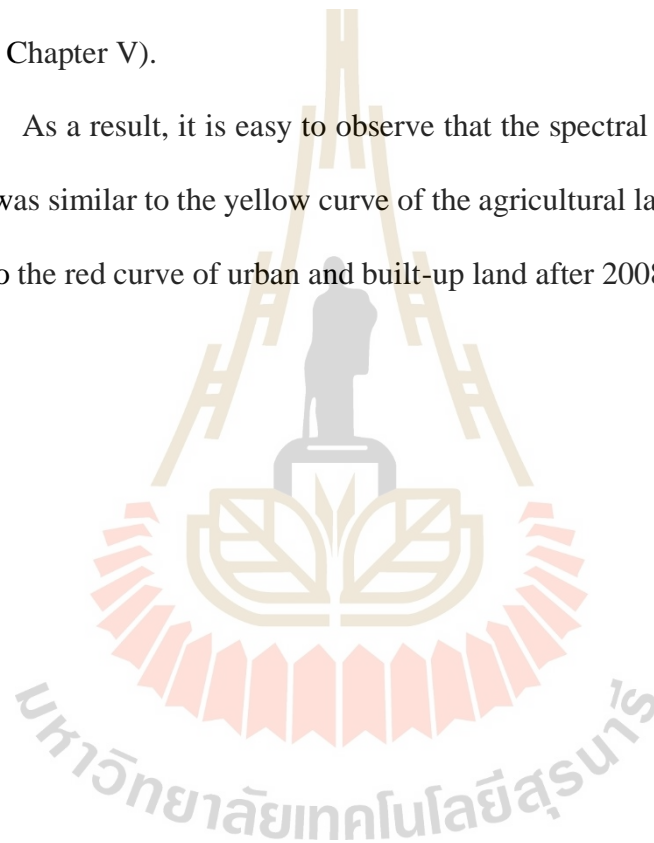 Chapter V).
As a result, it is easy to observe that the spectral
was similar to the yellow curve of the agricultural la
o the red curve of urban and built-up land after 2008
มหาวิทยาลัยเทคโนโลยีสุรนารี